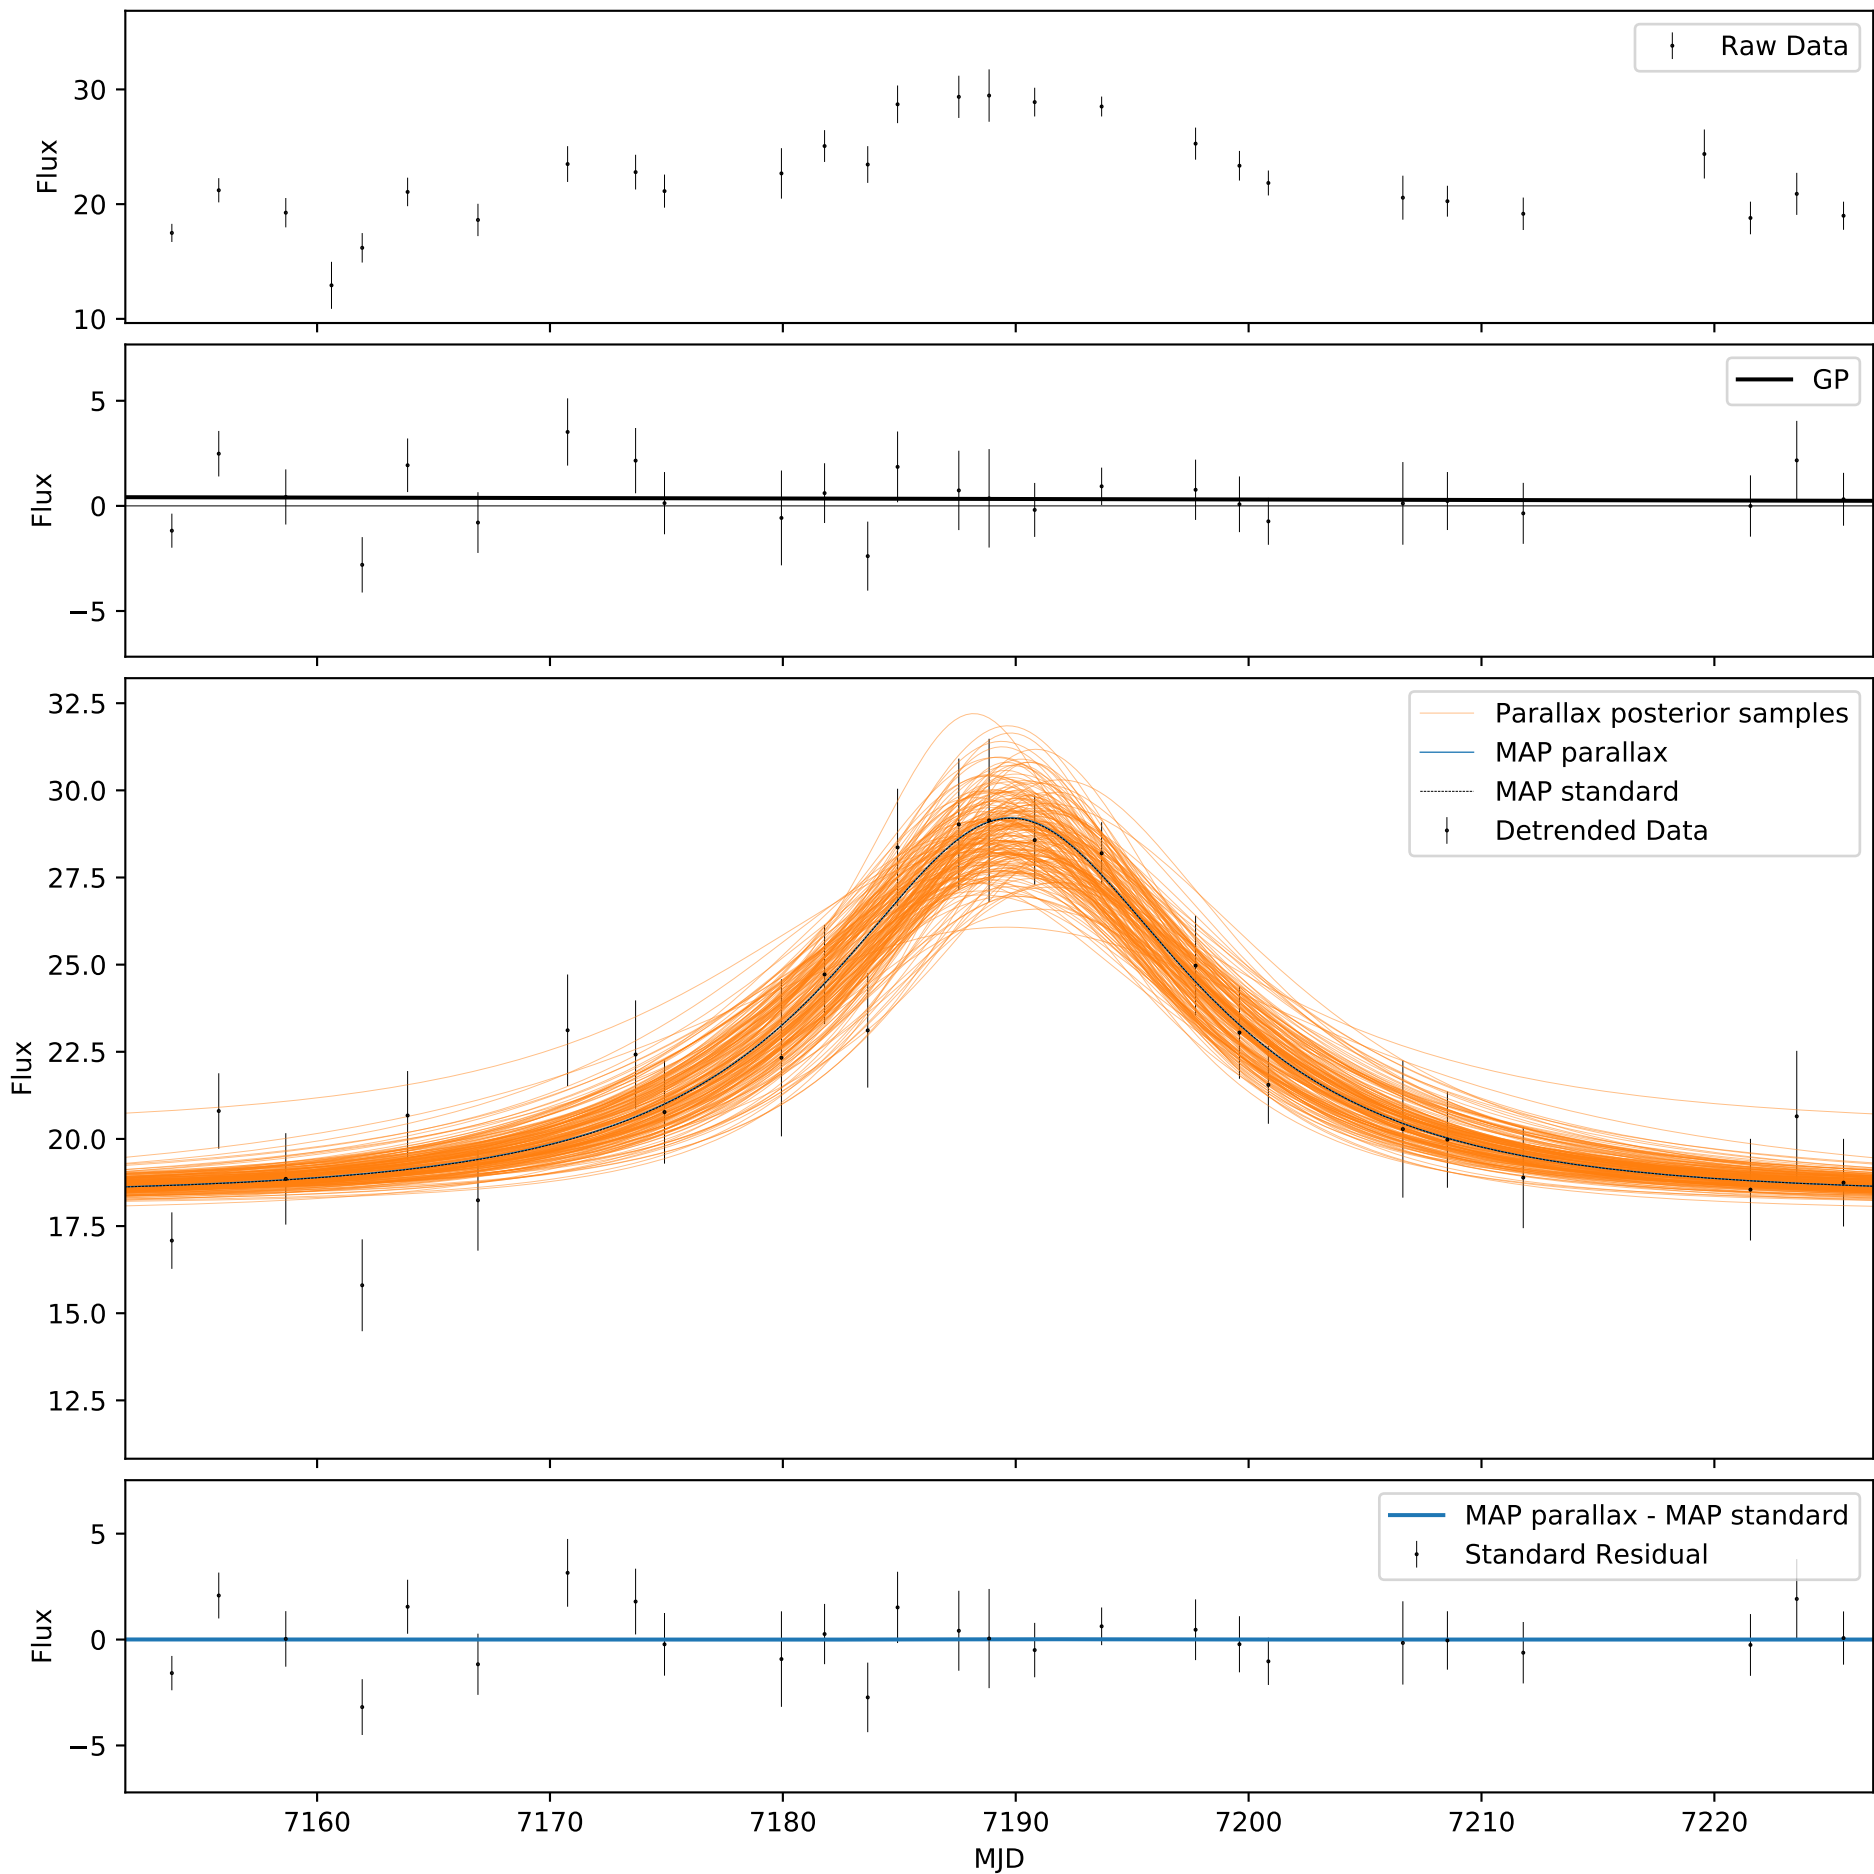 Raw Data
30
20
10
Flux
GP
5
0
−5
Flux
Parallax posterior samples
MAP parallax
MAP standard
Detrended Data
32.5
30.0
27.5
25.0
22.5
20.0
17.5
15.0
12.5
Flux
MAP parallax - MAP standard
Standard Residual
5
0
−5
Flux
7160 7170 7180 7190 7200 7210 7220
MJD